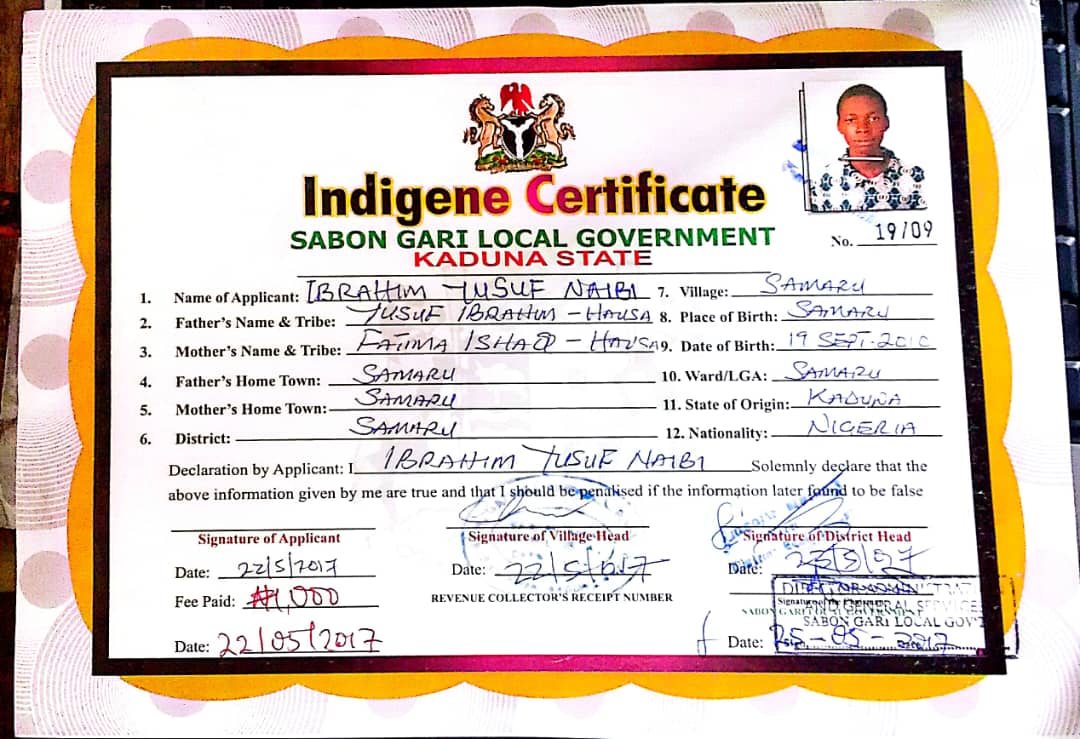 Indigene Certificate
SABON GARI LOCAL GOVERNMENT
KADUNA STATE
No. 19/09
1. Name of Applicant: IBRAHIM YUSUF NAIBI
7. Village: SAMARU
2. Father's Name & Tribe: YUSUF IBRAHIM - HAUSA
8. Place of Birth: SAMARU
3. Mother's Name & Tribe: FATIMA ISHAQ - HAUSA
9. Date of Birth: 19 SEPT-2010
4. Father's Home Town: SAMARU
10. Ward/LGA: SAMARU
5. Mother's Home Town: SAMARU
11. State of Origin: KADUNA
6. District: SAMARU
12. Nationality: NIGERIA
Declaration by Applicant: I IBRAHIM YUSUF NAIBI Solemnly declare that the
above information given by me are true and that I should be penalised if the information later found to be false
Signature of Applicant
Signature of Village Head
Signature of District Head
Date: 22/5/2017
Date: 22/5/2017
Date:
Fee Paid: ₦1,000
REVENUE COLLECTOR'S RECEIPT NUMBER
GENERAL SERVICE
SABON GARI LOCAL GOV'T
Date: 22/05/2017
Date: 25-05-2017